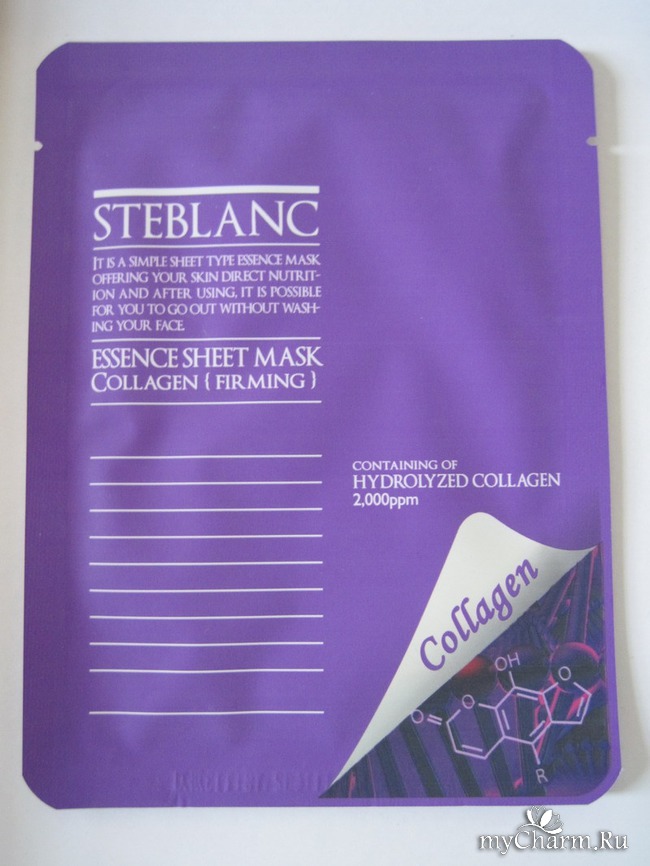 STEBLANC
IT IS A SIMPLE SHEET TYPE ESSENCE MASK
OFFERING YOUR SKIN DIRECT NUTRIT-
ION AND AFTER USING, IT IS POSSIBLE
FOR YOU TO GO OUT WITHOUT WASH-
ING YOUR FACE.
ESSENCE SHEET MASK
COLLAGEN { FIRMING }
CONTAINING OF
HYDROLYZED COLLAGEN
2,000ppm
Collagen
OH
O
O
O
R
myCharm.Ru